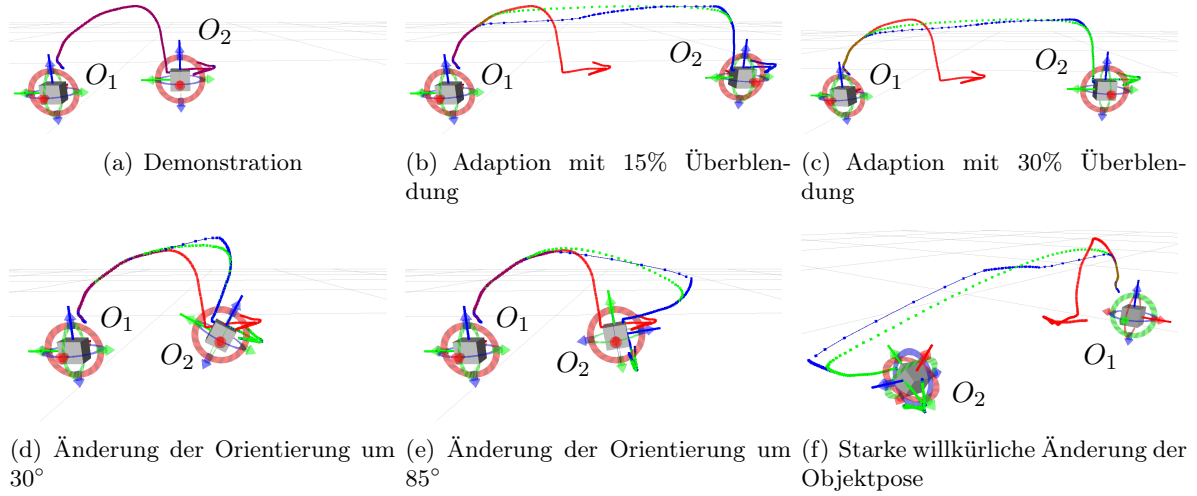 O₂
O₁
O₁
O₂
O₁
O₂
(a) Demonstration
(b) Adaption mit 15% Überblen-
dung
(c) Adaption mit 30% Überblen-
dung
O₁
O₂
O₁
O₂
O₁
O₂
(d) Änderung der Orientierung um
30°
(e) Änderung der Orientierung um
85°
(f) Starke willkürliche Änderung der
Objektpose